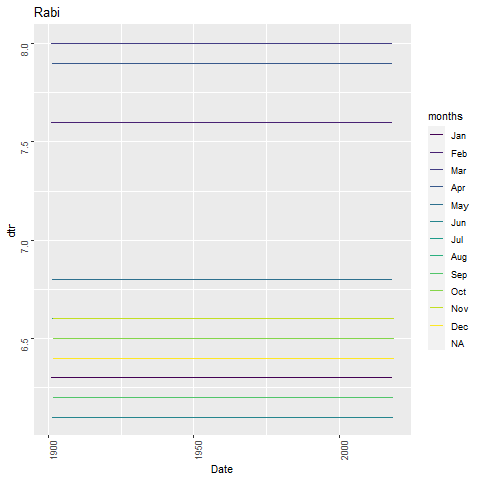 Rabi
8.0
7.5
7.0
6.5
dtr
1900
1950
2000
Date
months
Jan
Feb
Mar
Apr
May
Jun
Jul
Aug
Sep
Oct
Nov
Dec
NA